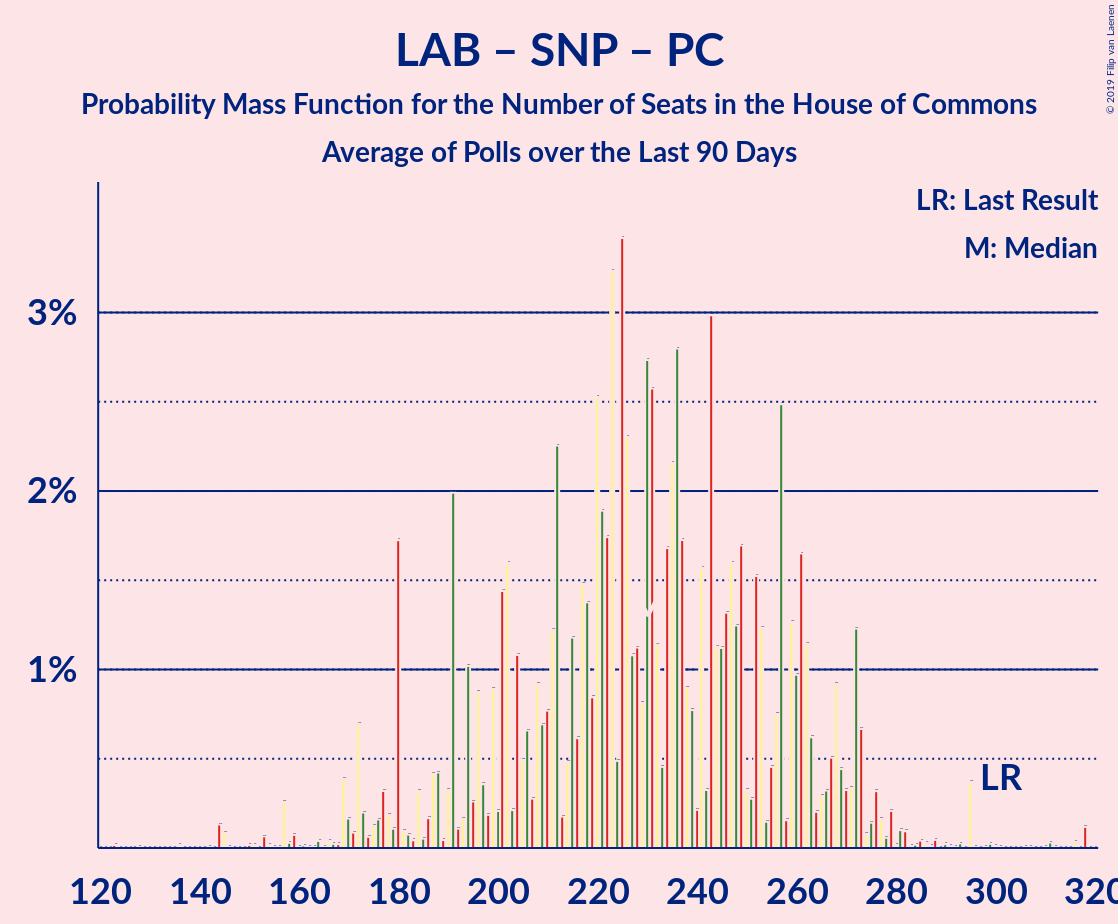 LAB – SNP – PC
Probability Mass Function for the Number of Seats in the House of Commons
Average of Polls over the Last 90 Days
© 2019 Filip van Laenen
LR: Last Result
M: Median
3%
2%
1%
LR
120 140 160 180 200 220 240 260 280 300 320